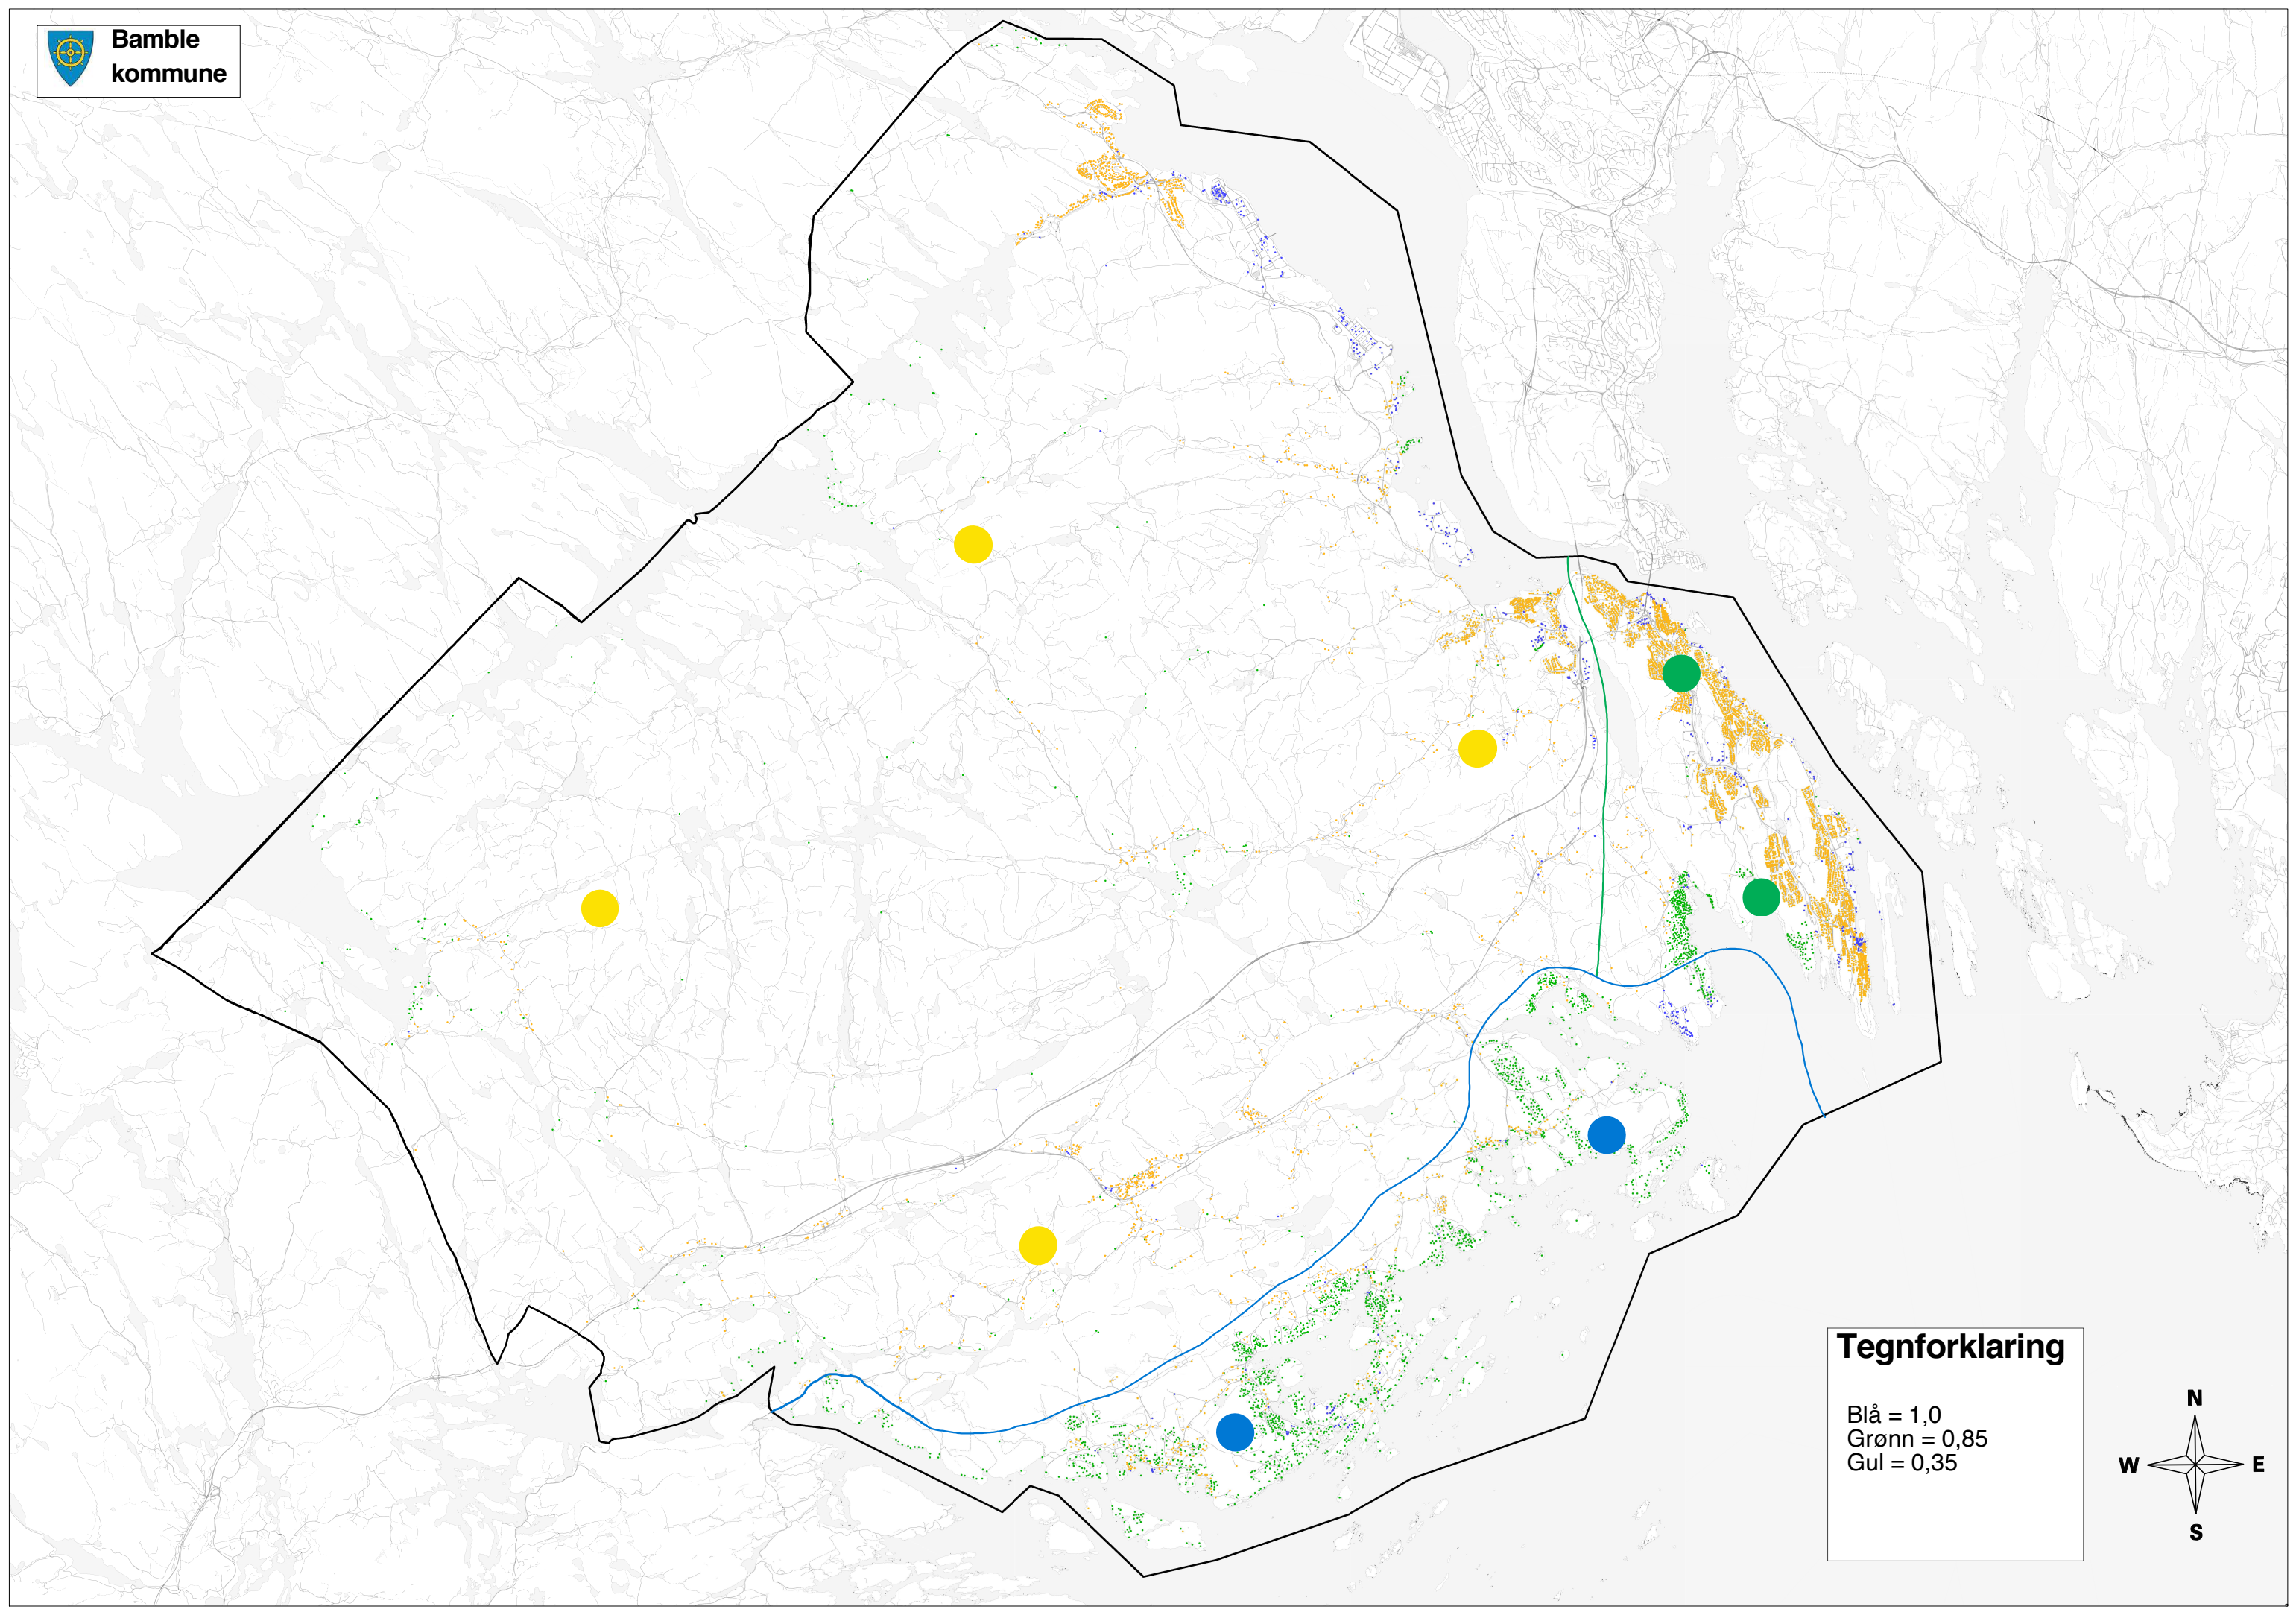 Bamble
kommune
Tegnforklaring
Blå = 1,0
Grønn = 0,85
Gul = 0,35
N
W E
S